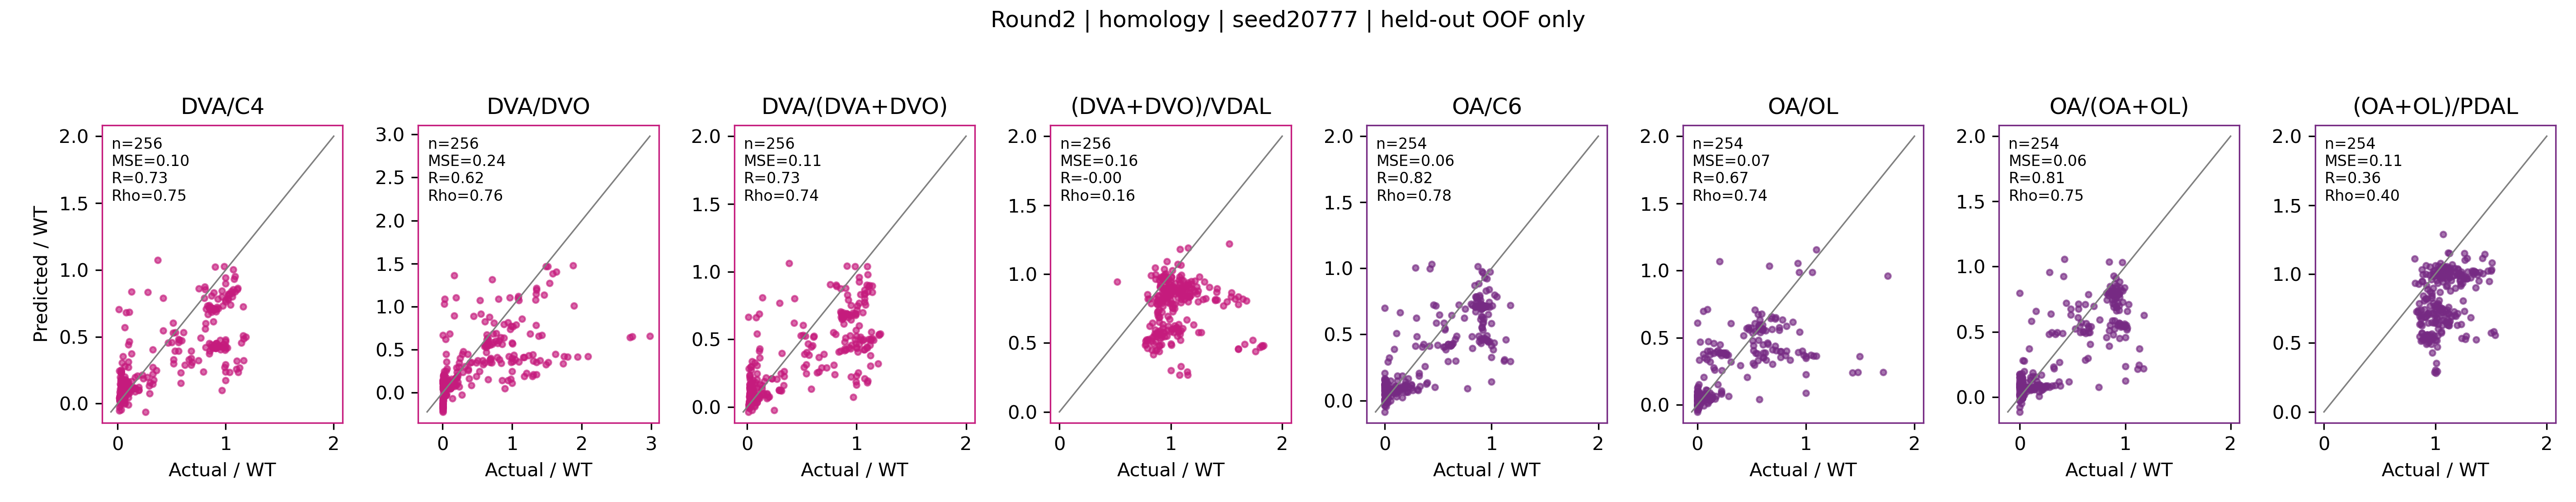 Round2 | homology | seed20777 | held-out OOF only
DVA/C4
n=256
MSE=0.10
R=0.73
Rho=0.75
2.0
1.5
1.0
0.5
0.0
Predicted / WT
0 1 2
Actual / WT
DVA/DVO
n=256
MSE=0.24
R=0.62
Rho=0.76
3.0
2.5
2.0
1.5
1.0
0.5
0.0
0 1 2 3
Actual / WT
DVA/(DVA+DVO)
n=256
MSE=0.11
R=0.73
Rho=0.74
2.0
1.5
1.0
0.5
0.0
0 1 2
Actual / WT
(DVA+DVO)/VDAL
n=256
MSE=0.16
R=-0.00
Rho=0.16
2.0
1.5
1.0
0.5
0.0
0 1 2
Actual / WT
OA/C6
n=254
MSE=0.06
R=0.82
Rho=0.78
2.0
1.5
1.0
0.5
0.0
0 1 2
Actual / WT
OA/OL
n=254
MSE=0.07
R=0.67
Rho=0.74
2.0
1.5
1.0
0.5
0.0
0 1 2
Actual / WT
OA/(OA+OL)
n=254
MSE=0.06
R=0.81
Rho=0.75
2.0
1.5
1.0
0.5
0.0
0 1 2
Actual / WT
(OA+OL)/PDAL
n=254
MSE=0.11
R=0.36
Rho=0.40
2.0
1.5
1.0
0.5
0.0
0 1 2
Actual / WT